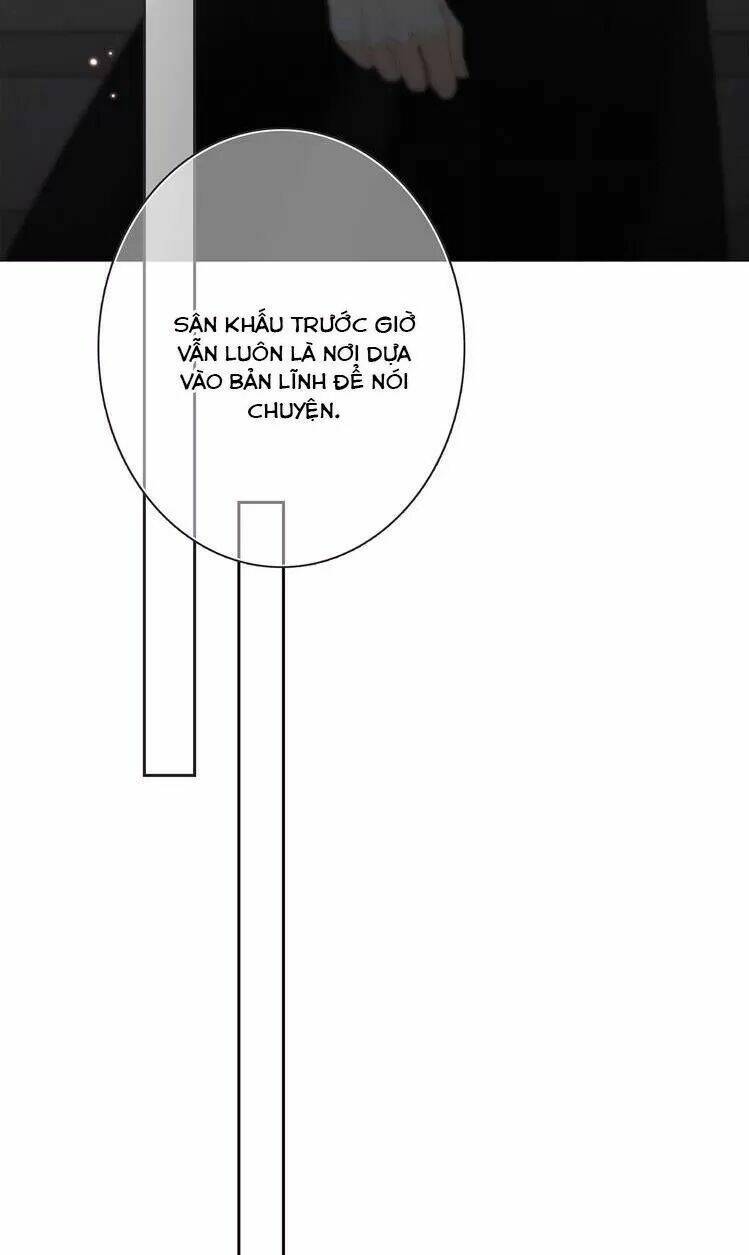 SÂN KHẤU TRƯỚC GIỜ
VẪN LUÔN LÀ NƠI DỰA
VÀO BẢN LĨNH ĐỂ NÓI
CHUYỆN.